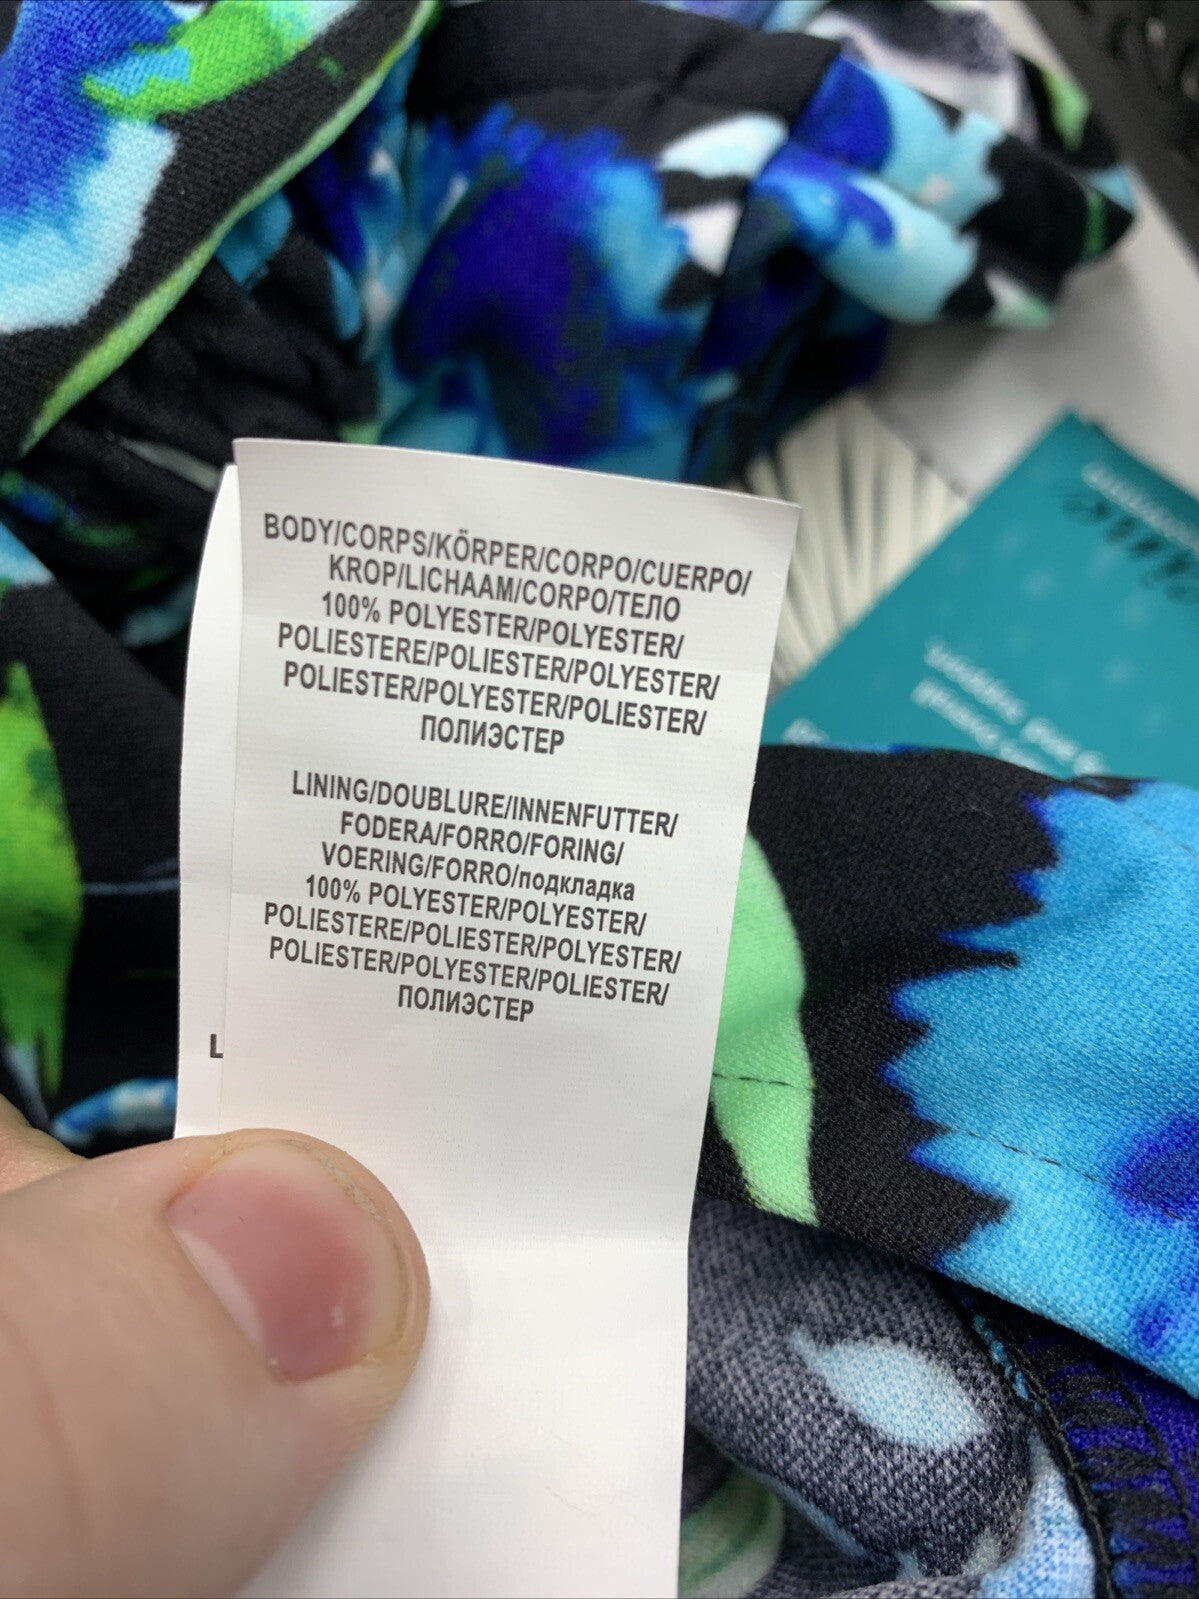 BODY/CORPS/KÖRPER/CORPO/CUERPO/
KROP/LICHAAM/CORPO/ТЕЛО
100% POLYESTER/POLYESTER/
POLIESTERE/POLIESTER/POLYESTER/
POLIESTER/POLYESTER/POLIESTER/
ПОЛИЭСТЕР
LINING/DOUBLURE/INNENFUTTER/
FODERA/FORRO/FORING/
VOERING/FORRO/подкладка
100% POLYESTER/POLYESTER/
POLIESTERE/POLIESTER/POLYESTER/
POLIESTER/POLYESTER/POLIESTER/
ПОЛИЭСТЕР
L